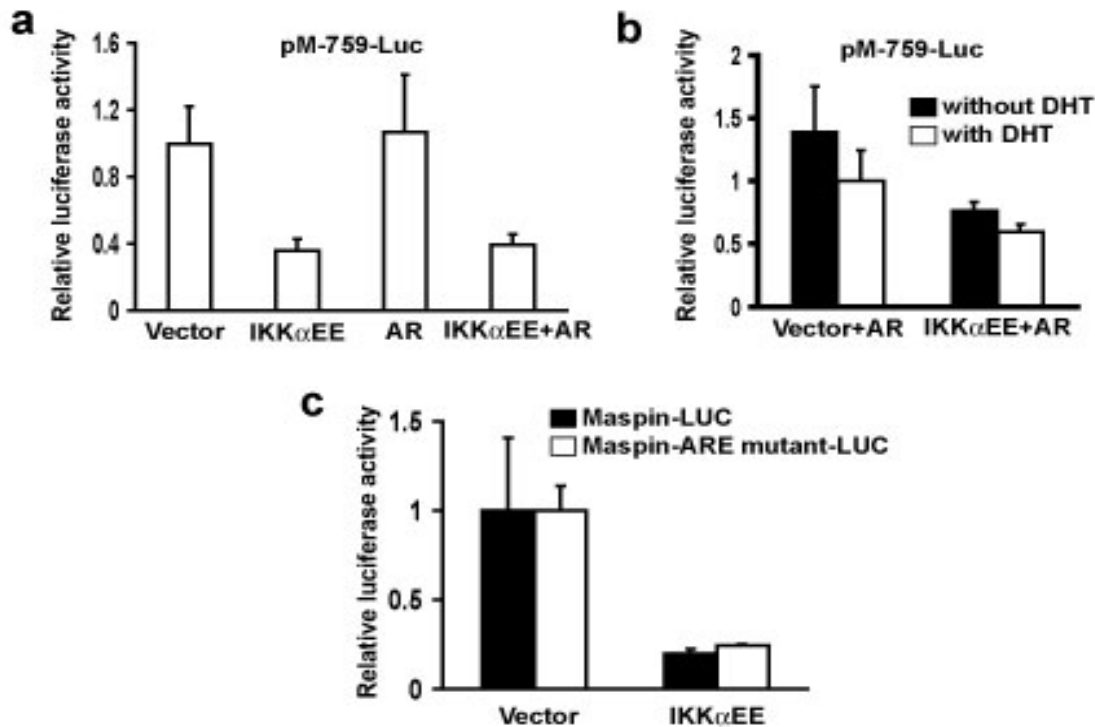 a
pM-759-Luc
Relative luciferase activity
1.6
1.2
0.8
0.4
0
Vector IKKαEE AR IKKαEE+AR
b
pM-759-Luc
Relative luciferase activity
without DHT
with DHT
2
1.5
1
0.5
0
Vector+AR IKKαEE+AR
c
Relative luciferase activity
Maspin-LUC
Maspin-ARE mutant-LUC
1.5
1
0.5
0
Vector IKKαEE